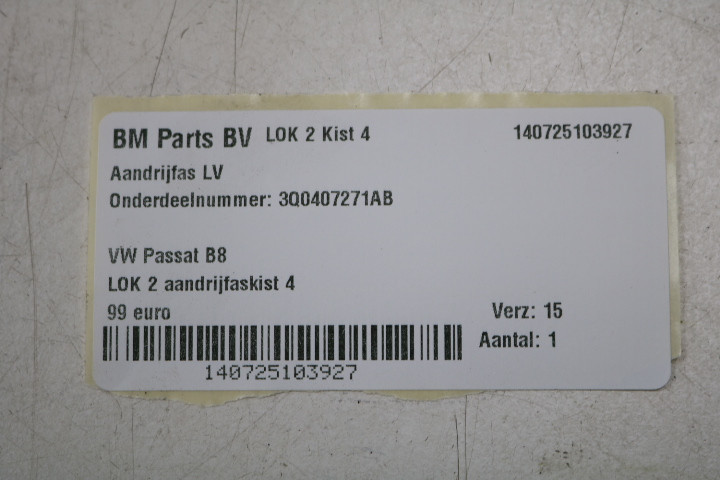 BM Parts BV LOK 2 Kist 4 140725103927
Aandrijfas LV
Onderdeelnummer: 3Q0407271AB
VW Passat B8
LOK 2 aandrijfaskist 4
99 euro Verz: 15
Aantal: 1
140725103927